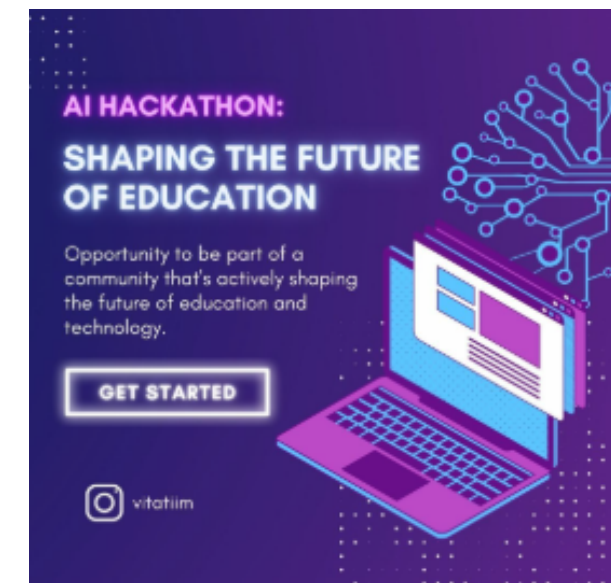 AI HACKATHON:
SHAPING THE FUTURE
OF EDUCATION
Opportunity to be part of a
community that's actively shaping
the future of education and
technology.
GET STARTED
vitatiim